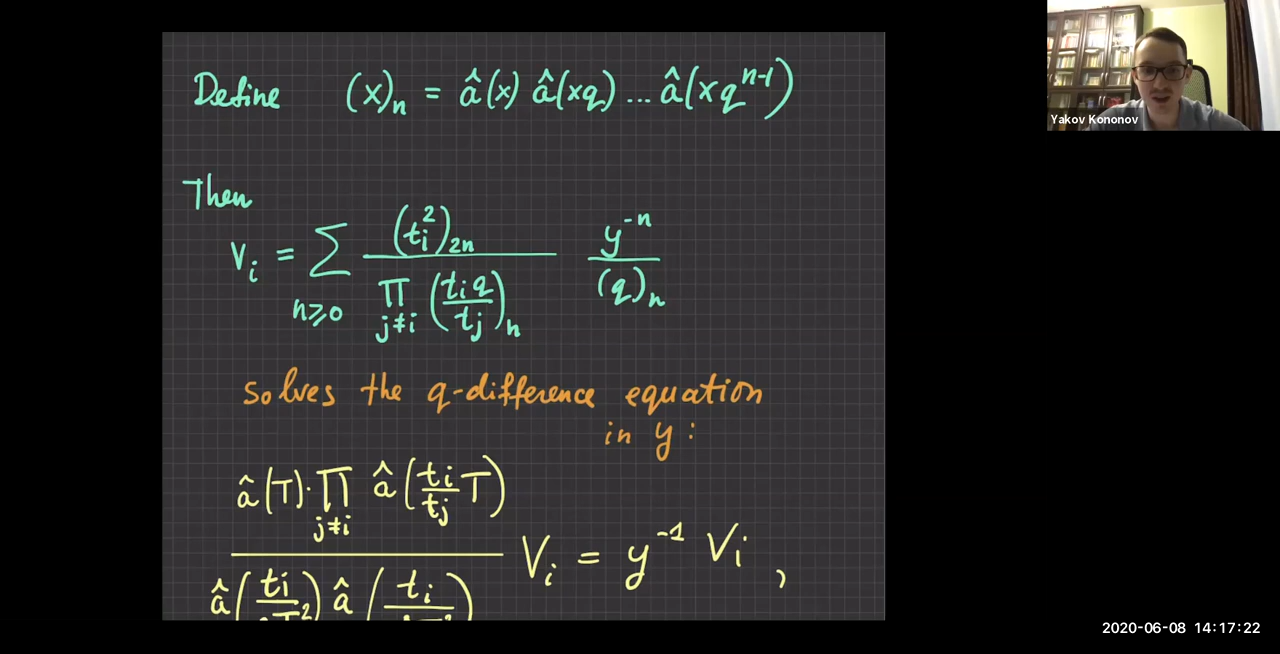 Define (x)_n = â(x) â(xq) ... â(xq^{n-1})
Yakov Kononov
Then
V_i = ∑_{n⩾0} (t_i^2)_{2n} / ∏_{j≠i} (t_i q / t_j)_n y^{-n} / (q)_n
solves the q-difference equation
in y:
â(T)·∏_{j≠i} â(t_i/t_j T)
V_i = y^{-1} V_i ,
2020-06-08 14:17:22